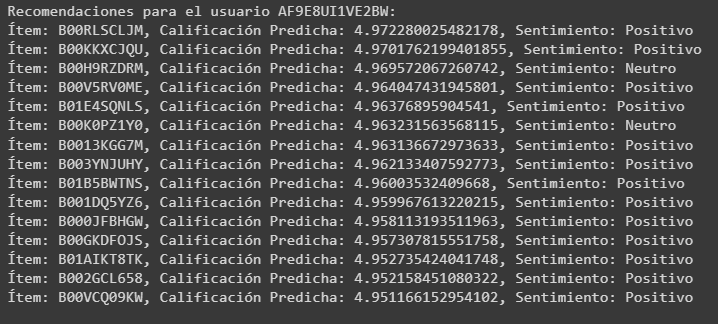 Recomendaciones para el usuario AF9E8UI1VE2BW:
Ítem: B00RLSCLJM, Calificación Predicha: 4.972280025482178, Sentimiento: Positivo
Ítem: B00KKXCJQU, Calificación Predicha: 4.9701762199401855, Sentimiento: Positivo
Ítem: B00H9RZDRM, Calificación Predicha: 4.969572067260742, Sentimiento: Neutro
Ítem: B00V5RV0ME, Calificación Predicha: 4.964047431945801, Sentimiento: Positivo
Ítem: B01E4SQNLS, Calificación Predicha: 4.96376895904541, Sentimiento: Positivo
Ítem: B00K0PZ1Y0, Calificación Predicha: 4.963231563568115, Sentimiento: Neutro
Ítem: B0013KGG7M, Calificación Predicha: 4.963136672973633, Sentimiento: Positivo
Ítem: B003YNJUHY, Calificación Predicha: 4.962133407592773, Sentimiento: Positivo
Ítem: B01B5BWTNS, Calificación Predicha: 4.96003532409668, Sentimiento: Positivo
Ítem: B001DQ5YZ6, Calificación Predicha: 4.959967613220215, Sentimiento: Positivo
Ítem: B000JFBHGW, Calificación Predicha: 4.958113193511963, Sentimiento: Positivo
Ítem: B00GKDFOJS, Calificación Predicha: 4.957307815551758, Sentimiento: Positivo
Ítem: B01AIKT8TK, Calificación Predicha: 4.952735424041748, Sentimiento: Positivo
Ítem: B002GCL658, Calificación Predicha: 4.952158451080322, Sentimiento: Positivo
Ítem: B00VCQ09KW, Calificación Predicha: 4.951166152954102, Sentimiento: Positivo